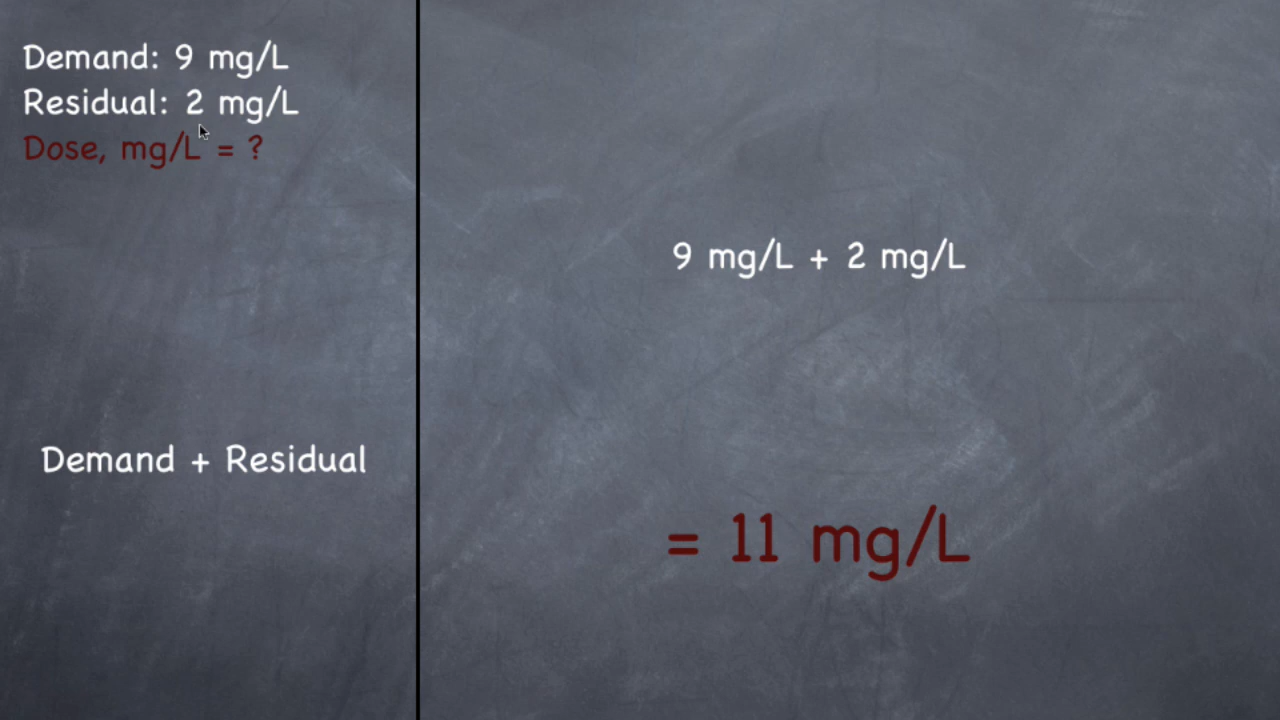 Demand: 9 mg/L
Residual: 2 mg/L
Dose, mg/L = ?
9 mg/L + 2 mg/L
Demand + Residual
= 11 mg/L